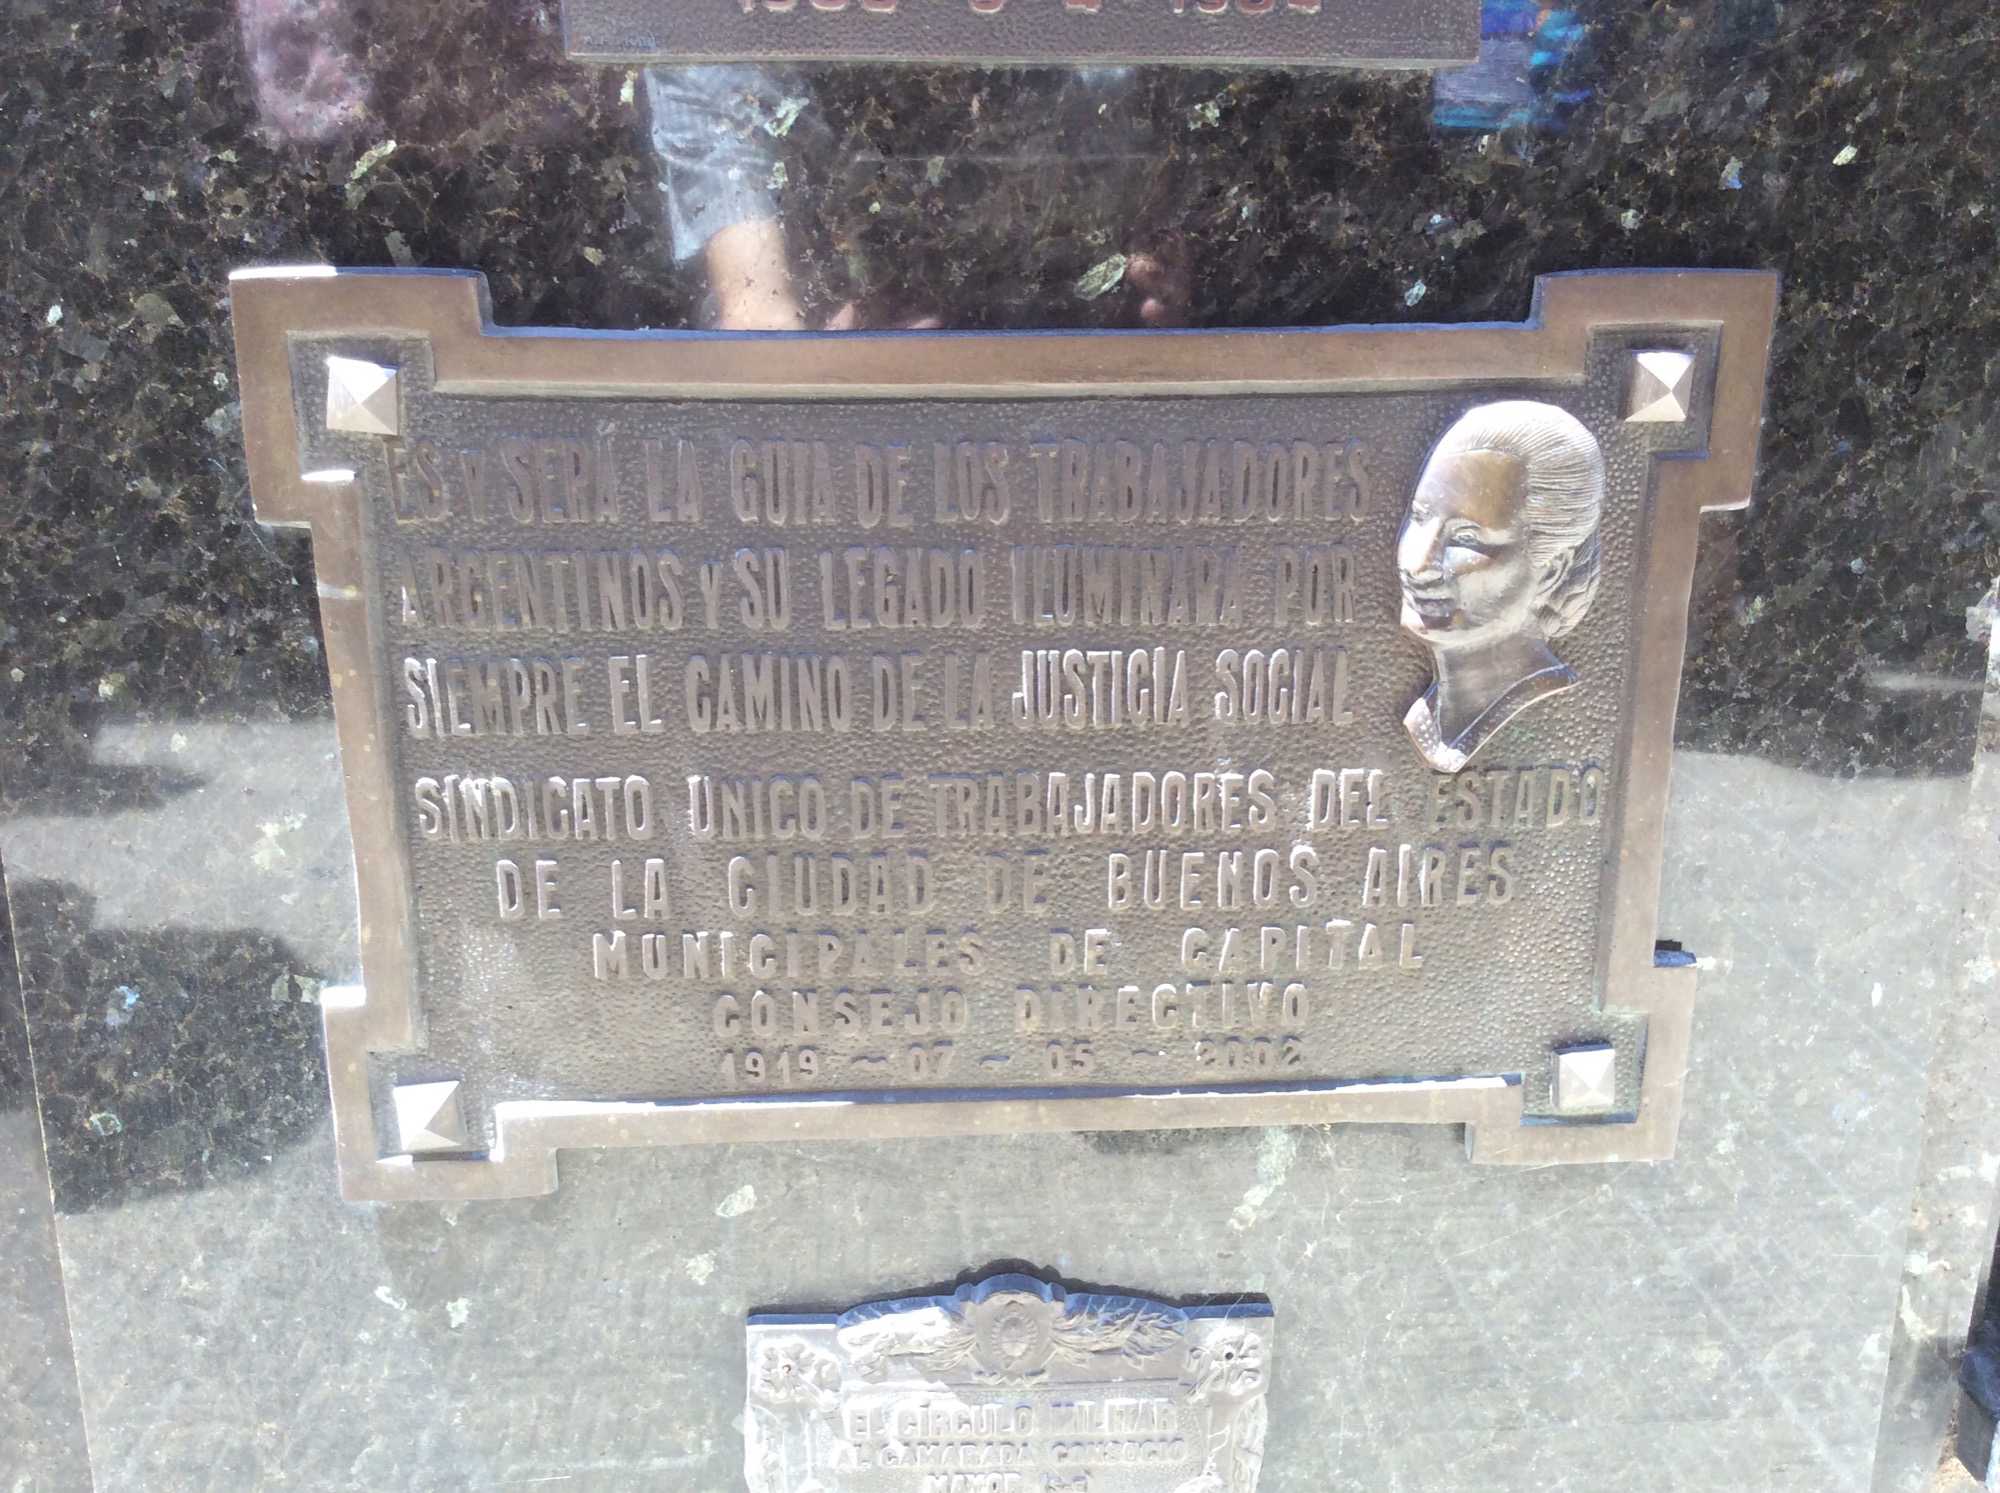 ES Y SERÁ LA GUIA DE LOS TRABAJADORES
ARGENTINOS Y SU LEGADO ILUMINARA POR
SIEMPRE EL CAMINO DE LA JUSTICIA SOCIAL
SINDICATO UNICO DE TRABAJADORES DEL ESTADO
DE LA CIUDAD DE BUENOS AIRES
MUNICIPALES DE CAPITAL
CONSEJO DIRECTIVO
1919 ~ 07 ~ 05 ~ 2002
EL CÍRCULO MILITAR
AL CAMARADA CONSOCIO
MAYOR